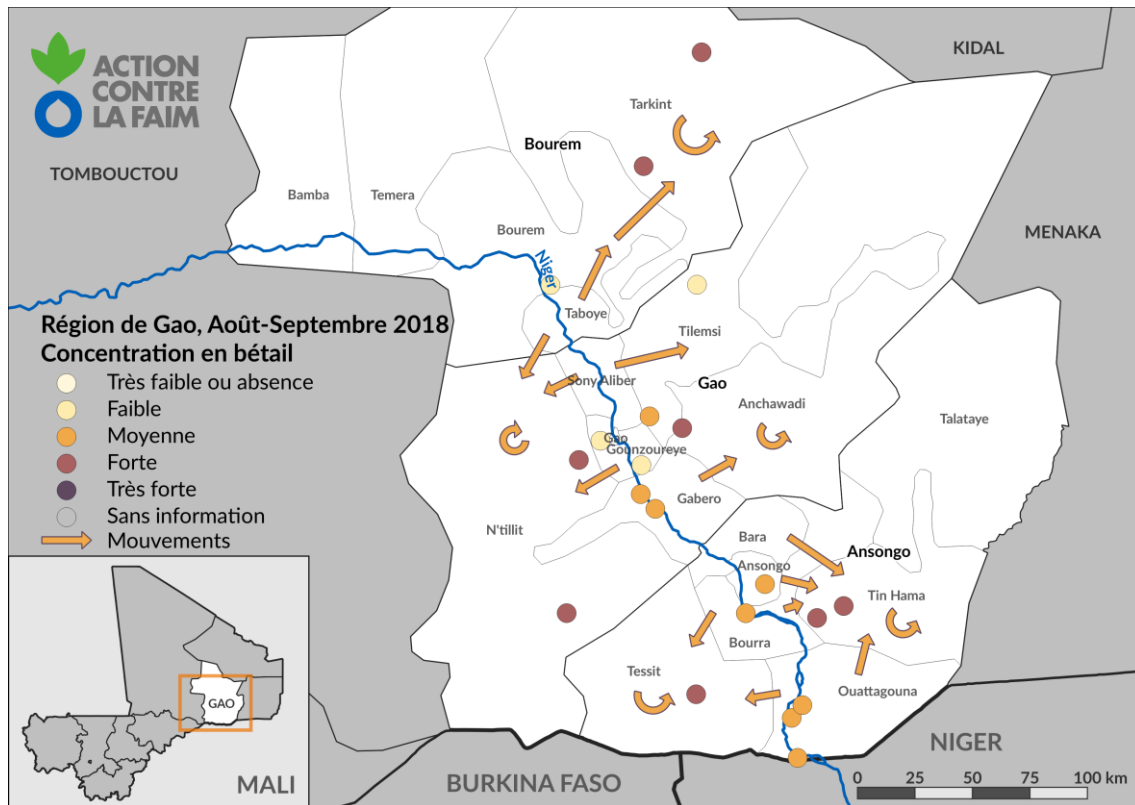 ACTION
CONTRE
LA FAIM
KIDAL
TOMBOUCTOU
MENAKA
Tarkint
Bourem
Bamba
Temera
Bourem
Niger
Taboye
Tilemsi
Sony Aliber
Gao
Anchawadi
Talataye
Gao
Gounzoureye
Gabero
N'tillit
Bara
Ansongo
Ansongo
Tin Hama
Bourra
Tessit
Ouattagouna
Région de Gao, Août-Septembre 2018
Concentration en bétail
Très faible ou absence
Faible
Moyenne
Forte
Très forte
Sans information
Mouvements
GAO
MALI
BURKINA FASO
NIGER
0 25 50 75 100 km